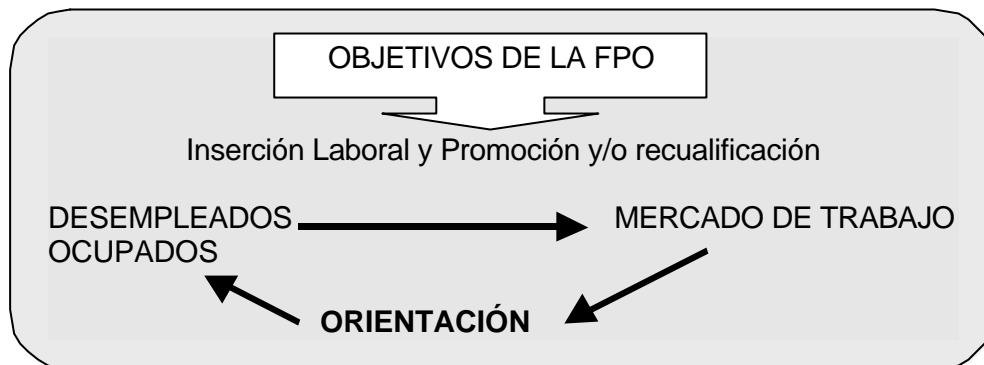 OBJETIVOS DE LA FPO
Inserción Laboral y Promoción y/o recualificación
DESEMPLEADOS
OCUPADOS
MERCADO DE TRABAJO
ORIENTACIÓN